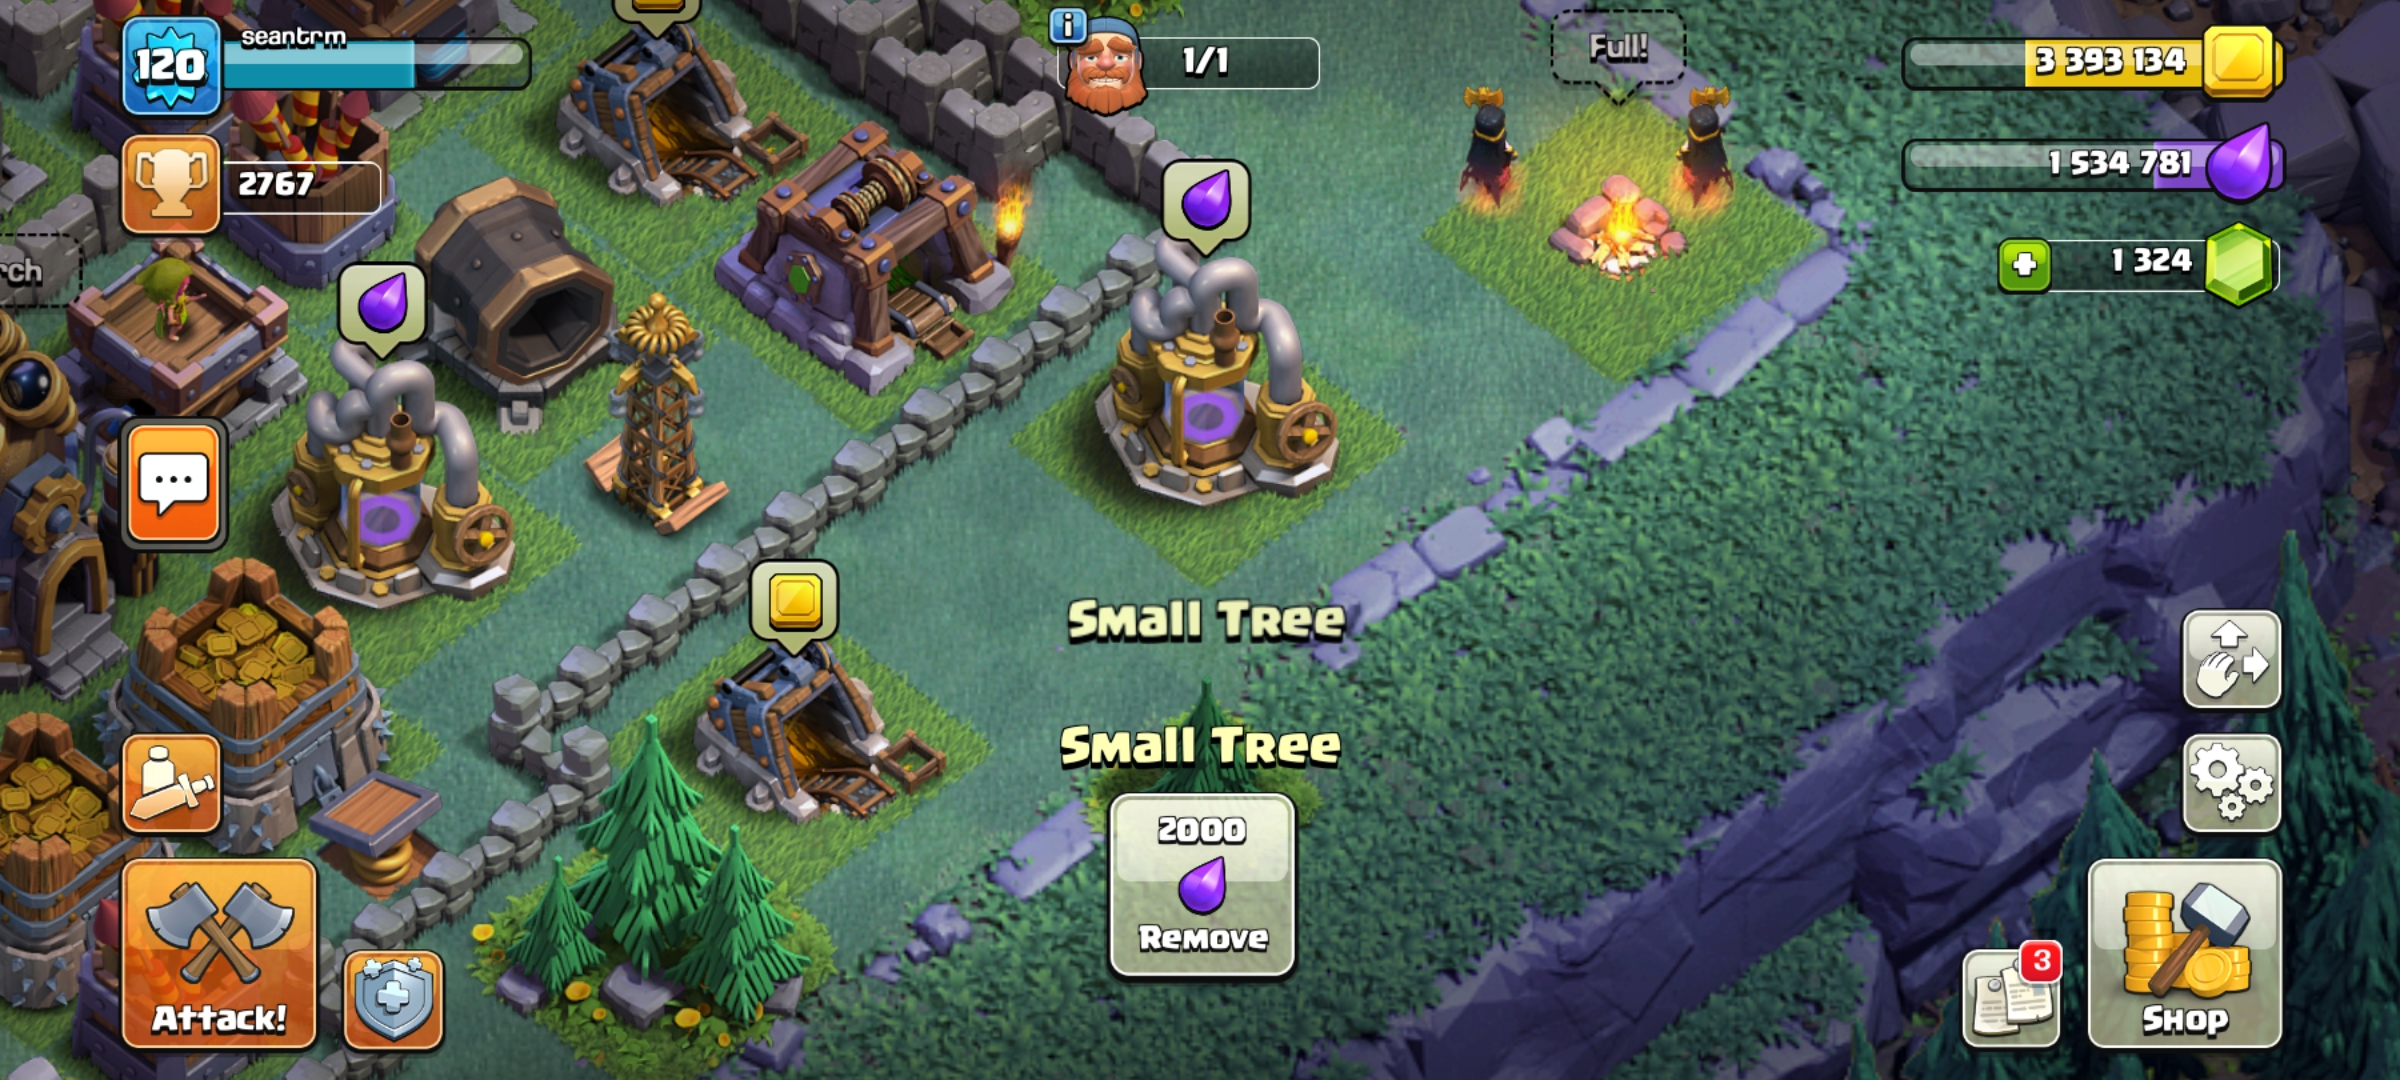 120
seantrm
1/1
Full!
3 393 134
2767
1 534 781
1 324
rch
Small Tree
Small Tree
2000
Remove
Attack!
3
Shop